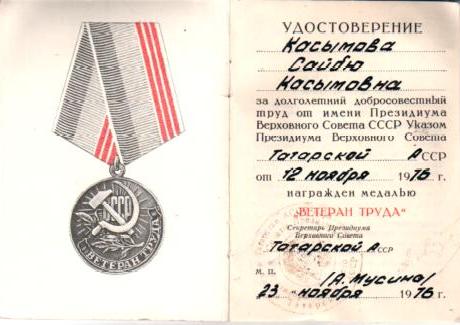 СССР
ВЕТЕРАН ТРУДА
УДОСТОВЕРЕНИЕ
Касымова
Сайбю
Касымовна
за долголетний добросовестный
труд от имени Президиума
Верховного Совета СССР Указом
Президиума Верховного Совета
Татарской АССР
от 12 ноября 1976 г.
награжден медалью
"ВЕТЕРАН ТРУДА"
Секретарь Президиума
Верховного Совета
Татарской АССР
М. П.
/А. Мусина/
23 ноября 1976 г.